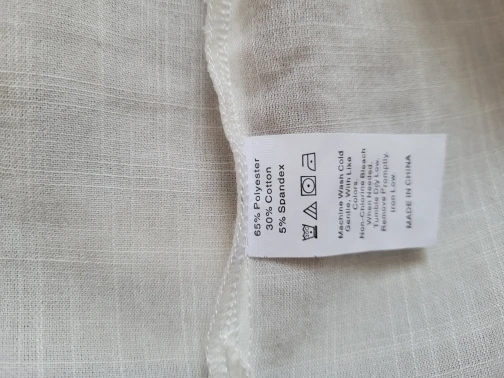 65% Polyester
30% Cotton
5% Spandex
Machine Wash Cold
Gentle, With Like
Colors.
Non-Chlorine Bleach
When Needed.
Tumble Dry Low.
Remove Promptly.
Iron Low.
MADE IN CHINA